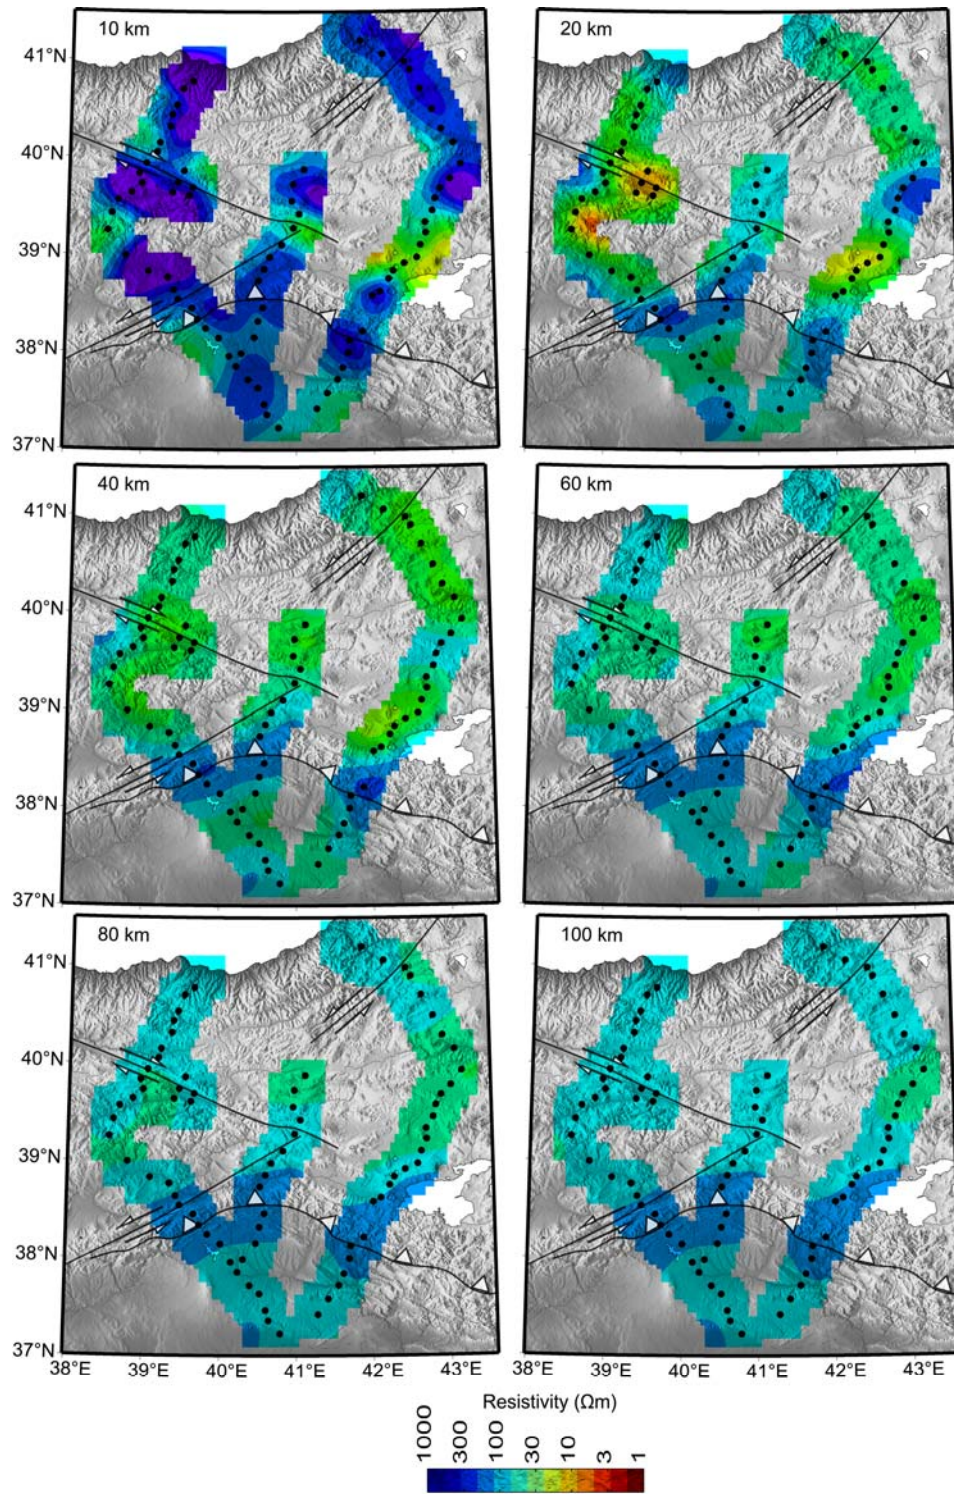 10 km
20 km
41°N
40°N
39°N
38°N
37°N
40 km
60 km
41°N
40°N
39°N
38°N
37°N
80 km
100 km
41°N
40°N
39°N
38°N
37°N
38°E 39°E 40°E 41°E 42°E 43°E 38°E 39°E 40°E 41°E 42°E 43°E
Resistivity (Ωm)
1000 300 100 30 10 3 1